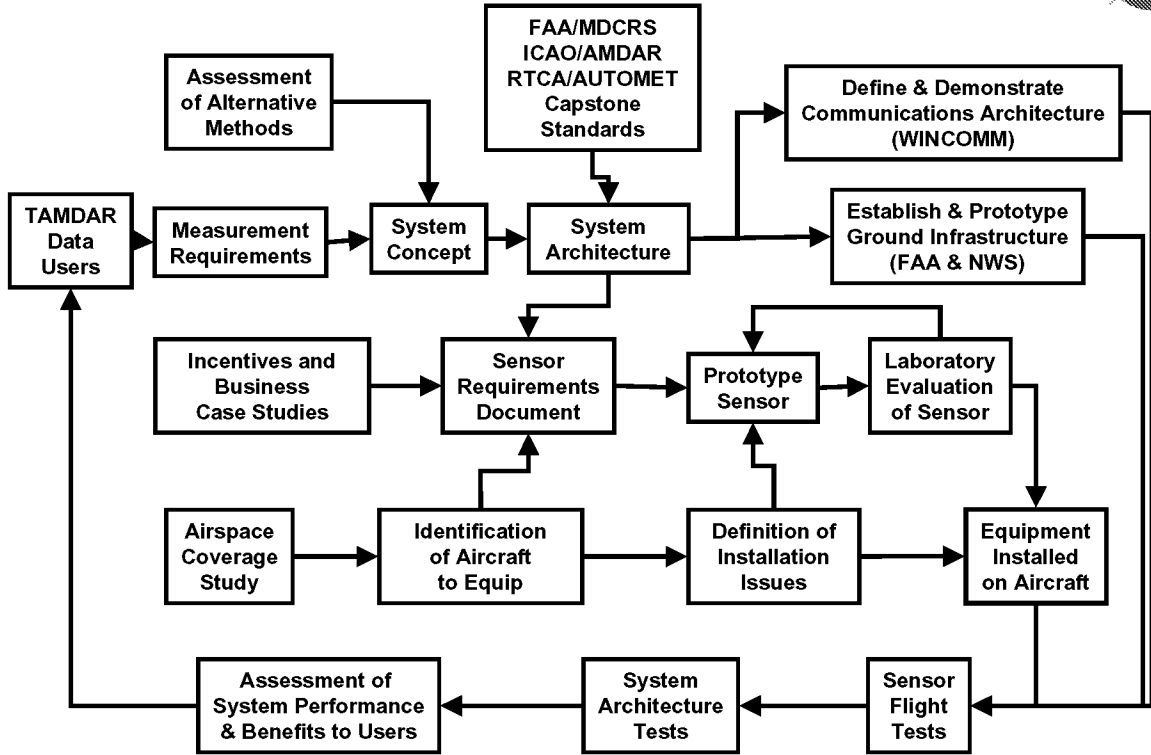 FAA/MDCRS
ICAO/AMDAR
RTCA/AUTOMET
Capstone
Standards
Assessment
of Alternative
Methods
Define & Demonstrate
Communications Architecture
(WINCOMM)
TAMDAR
Data
Users
Measurement
Requirements
System
Concept
System
Architecture
Establish & Prototype
Ground Infrastructure
(FAA & NWS)
Incentives and
Business
Case Studies
Sensor
Requirements
Document
Prototype
Sensor
Laboratory
Evaluation
of Sensor
Airspace
Coverage
Study
Identification
of Aircraft
to Equip
Definition of
Installation
Issues
Equipment
Installed
on Aircraft
Assessment of
System Performance
& Benefits to Users
System
Architecture
Tests
Sensor
Flight
Tests